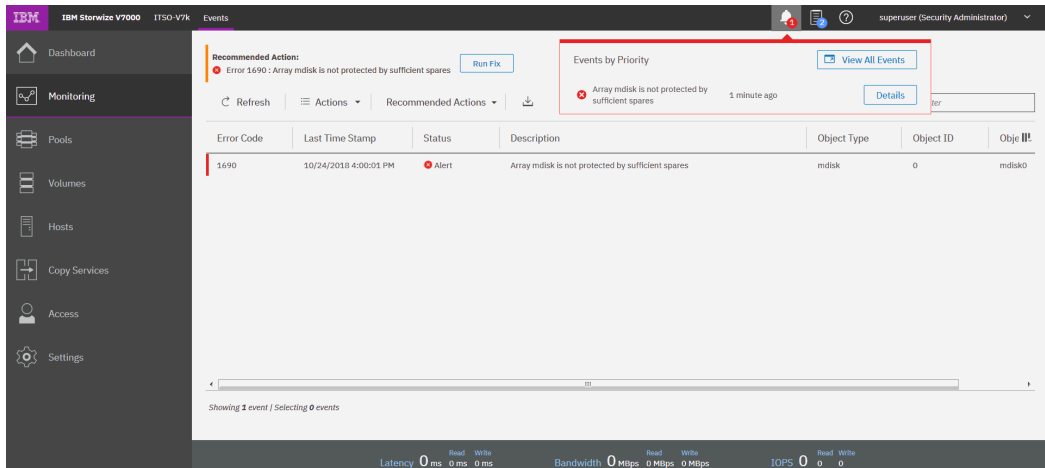 IBM IBM Storwize V7000 ITSO-V7k Events 1 2 superuser (Security Administrator)
Dashboard
Monitoring
Pools
Volumes
Hosts
Copy Services
Access
Settings
Recommended Action:
Error 1690 : Array mdisk is not protected by sufficient spares
Run Fix
Events by Priority
View All Events
Array mdisk is not protected by
sufficient spares
1 minute ago
Details
Refresh Actions Recommended Actions
Error Code Last Time Stamp Status Description Object Type Object ID Obje
1690 10/24/2018 4:00:01 PM Alert Array mdisk is not protected by sufficient spares mdisk 0 mdisk0
Showing 1 event | Selecting 0 events
Read Write Read Write Read Write
Latency 0 ms 0 ms 0 ms Bandwidth 0 MBps 0 MBps 0 MBps IOPS 0 0 0